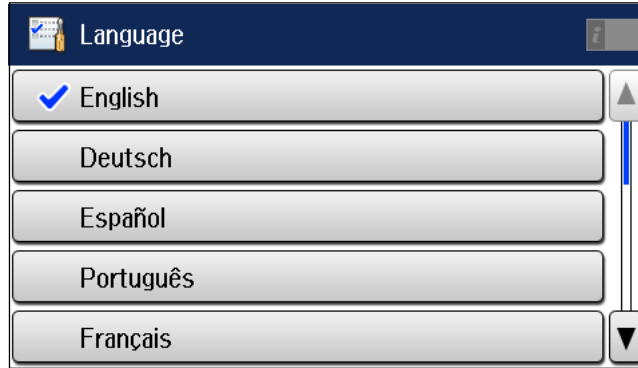 Language
i
English
Deutsch
Español
Português
Français